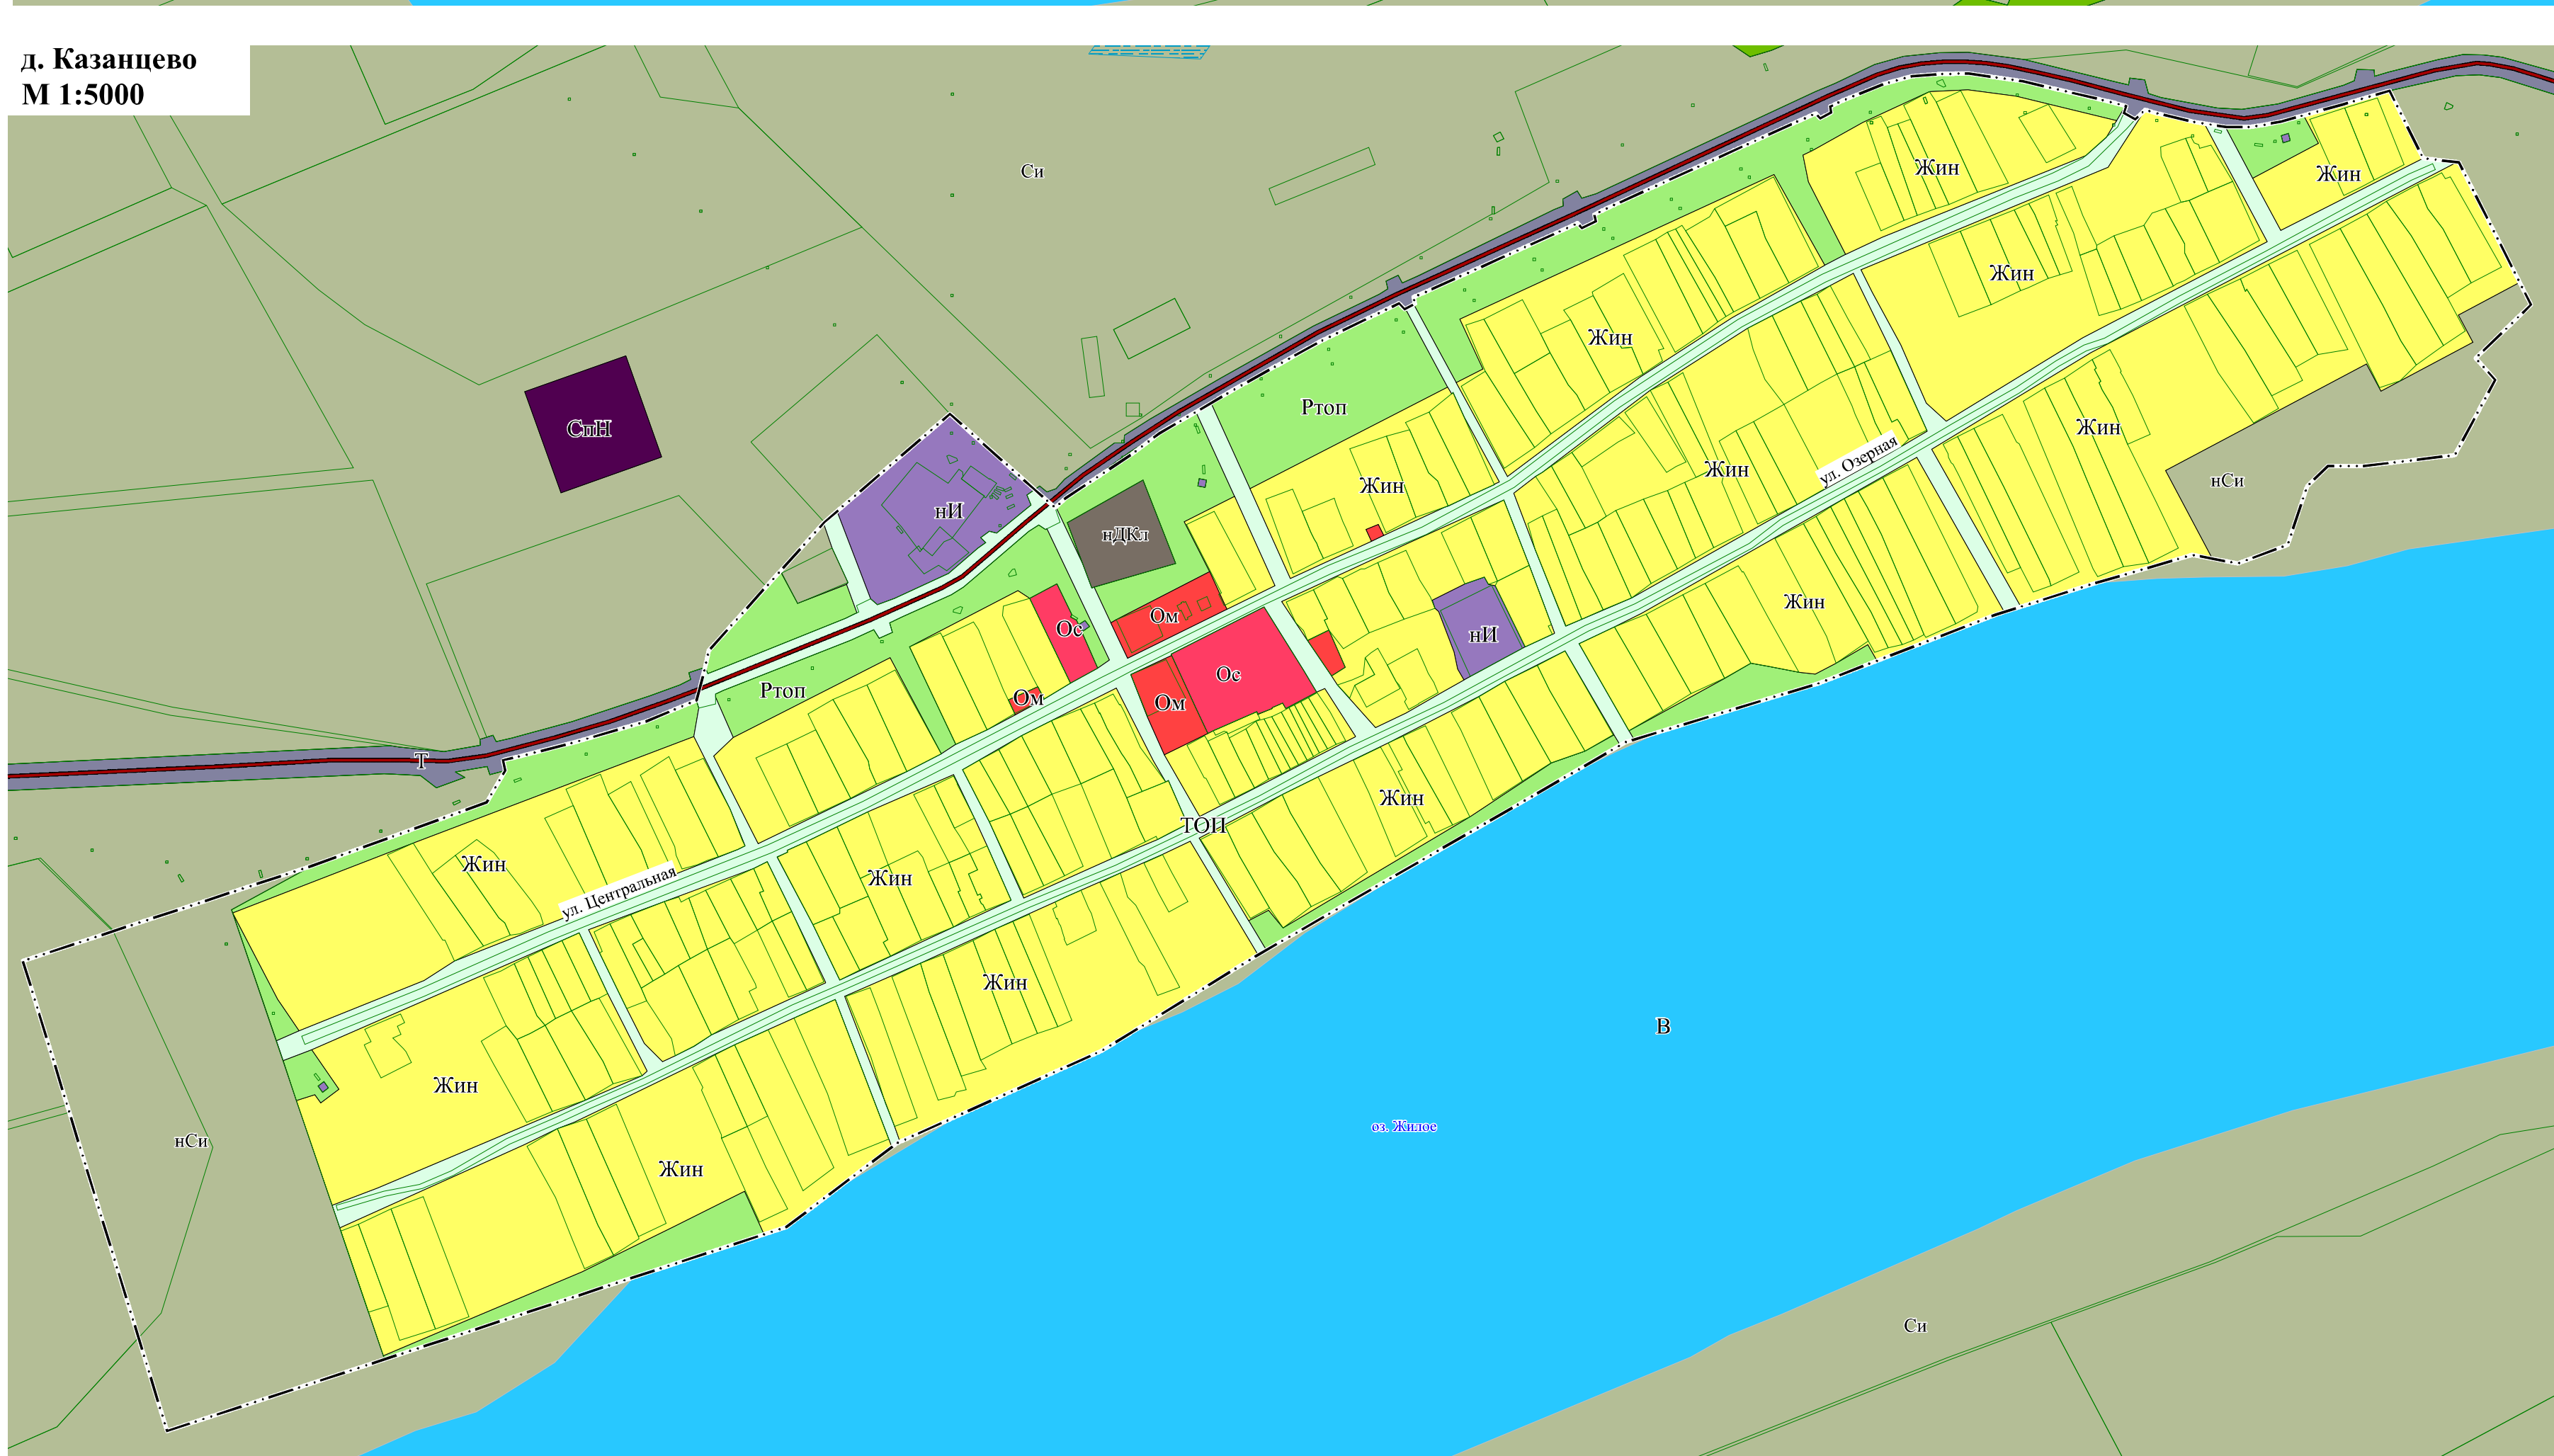 д. Казанцево
М 1:5000
Си
Жин
Жин
Жин
Жин
СпН
Ртоп
Жин
Жин
ул. Озерная
Жин
нСи
нИ
нДКл
Жин
Ом
Ос
нИ
Ос
Ртоп
Ом
Ом
Т
Жин
ТОП
Жин
ул. Центральная
Жин
Жин
В
Жин
оз. Жилое
нСи
Жин
Си